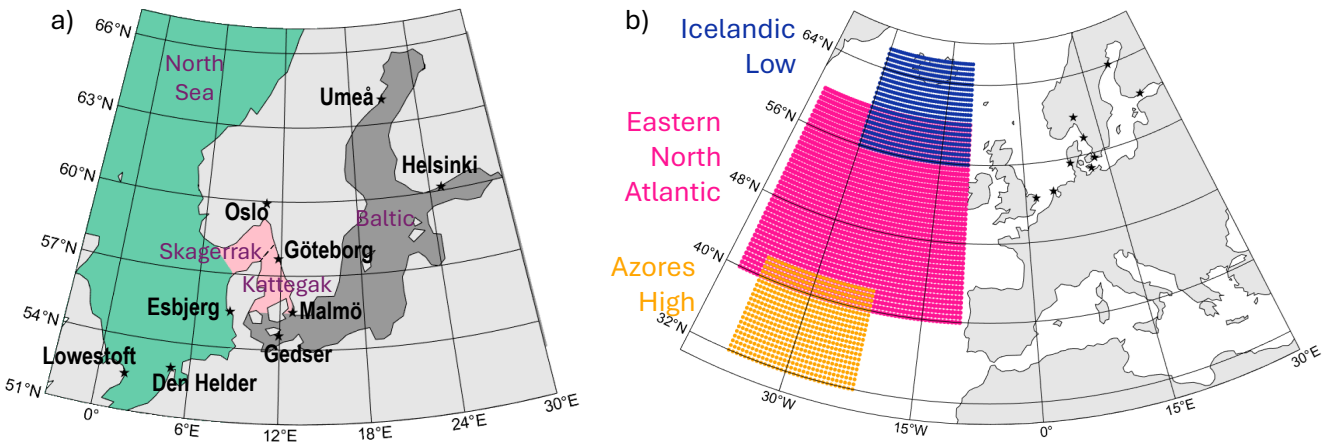 a)
66°N
63°N
60°N
57°N
54°N
51°N
0°
6°E
12°E
18°E
24°E
30°E
North
Sea
Umeå
Helsinki
Oslo
Baltic
Skagerrak
Göteborg
Kattegak
Esbjerg
Malmö
Gedser
Lowestoft
Den Helder
b)
Icelandic
Low
Eastern
North
Atlantic
Azores
High
64°N
56°N
48°N
40°N
32°N
30°W
15°W
0°
15°E
30°E